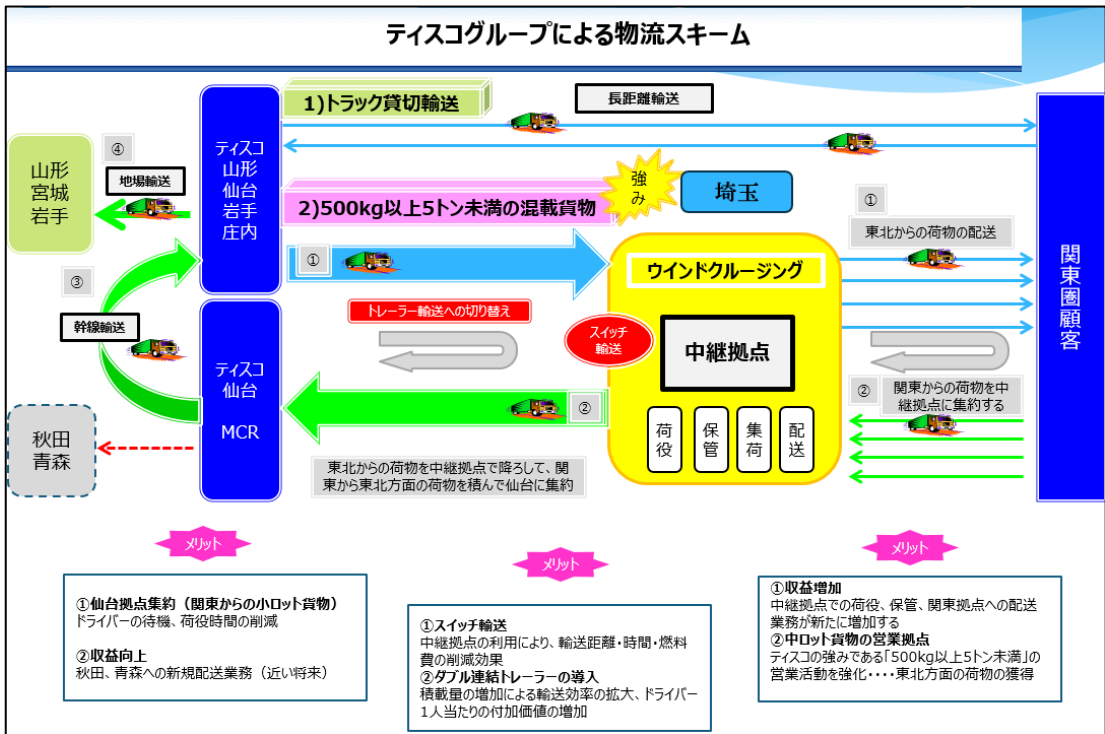 ティスコグループによる物流スキーム
1)トラック貸切輸送
長距離輸送
④
地場輸送
山形
宮城
岩手
ティスコ
山形
仙台
岩手
庄内
2)500kg以上5トン未満の混載貨物
強
み
埼玉
①
東北からの荷物の配送
①
ウインドクルージング
関東圏顧客
③
幹線輸送
トレーラー輸送への切り替え
スイッチ
輸送
中継拠点
ティスコ
仙台
MCR
②
②
関東からの荷物を中
継拠点に集約する
荷役
保管
集荷
配送
秋田
青森
東北からの荷物を中継拠点で降ろして、関
東から東北方面の荷物を積んで仙台に集約
メリット
①仙台拠点集約（関東からの小ロット貨物）
ドライバーの待機、荷役時間の削減
②収益向上
秋田、青森への新規配送業務（近い将来）
メリット
①スイッチ輸送
中継拠点の利用により、輸送距離・時間・燃料
費の削減効果
②ダブル連結トレーラーの導入
積載量の増加による輸送効率の拡大、ドライバー
1人当たりの付加価値の増加
メリット
①収益増加
中継拠点での荷役、保管、関東拠点への配送
業務が新たに増加する
②中ロット貨物の営業拠点
ティスコの強みである「500kg以上5トン未満」の
営業活動を強化・・・・東北方面の荷物の獲得